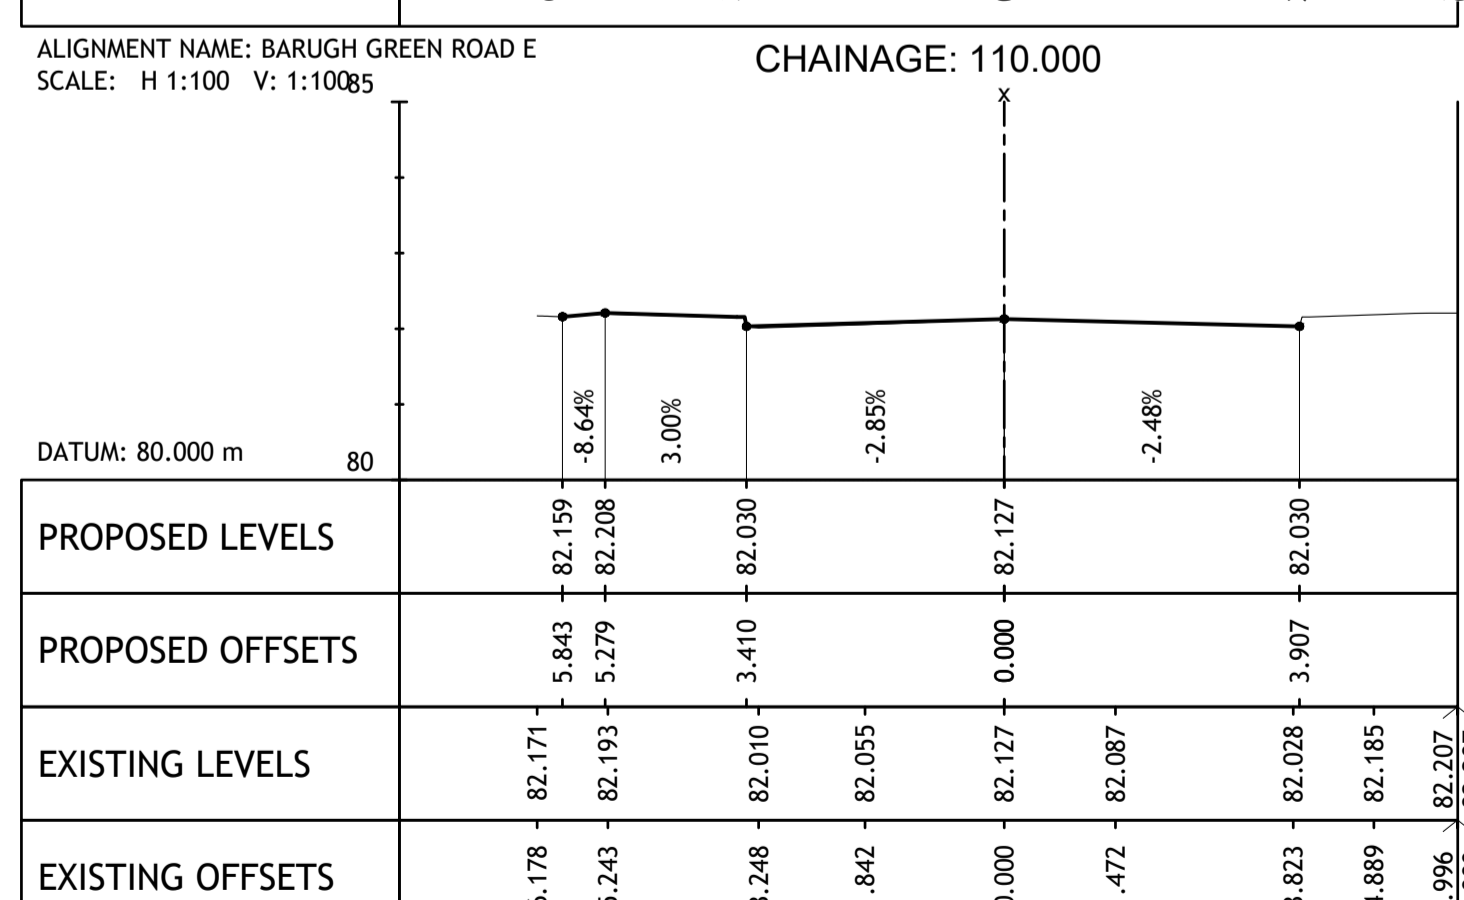 ALIGNMENT NAME: BARUGH GREEN ROAD E
CHAINAGE: 110.000
SCALE: H 1:100 V: 1:100
85
x
-8.64%
3.00%
-2.85%
-2.48%
DATUM: 80.000 m
80
PROPOSED LEVELS 82.159 82.208 82.030 82.127 82.030
PROPOSED OFFSETS 5.843 5.279 3.410 0.000 3.907
EXISTING LEVELS 82.171 82.193 82.010 82.055 82.127 82.087 82.028 82.185 82.207
EXISTING OFFSETS .178 .243 .248 .842 .000 .472 .823 .889 .996